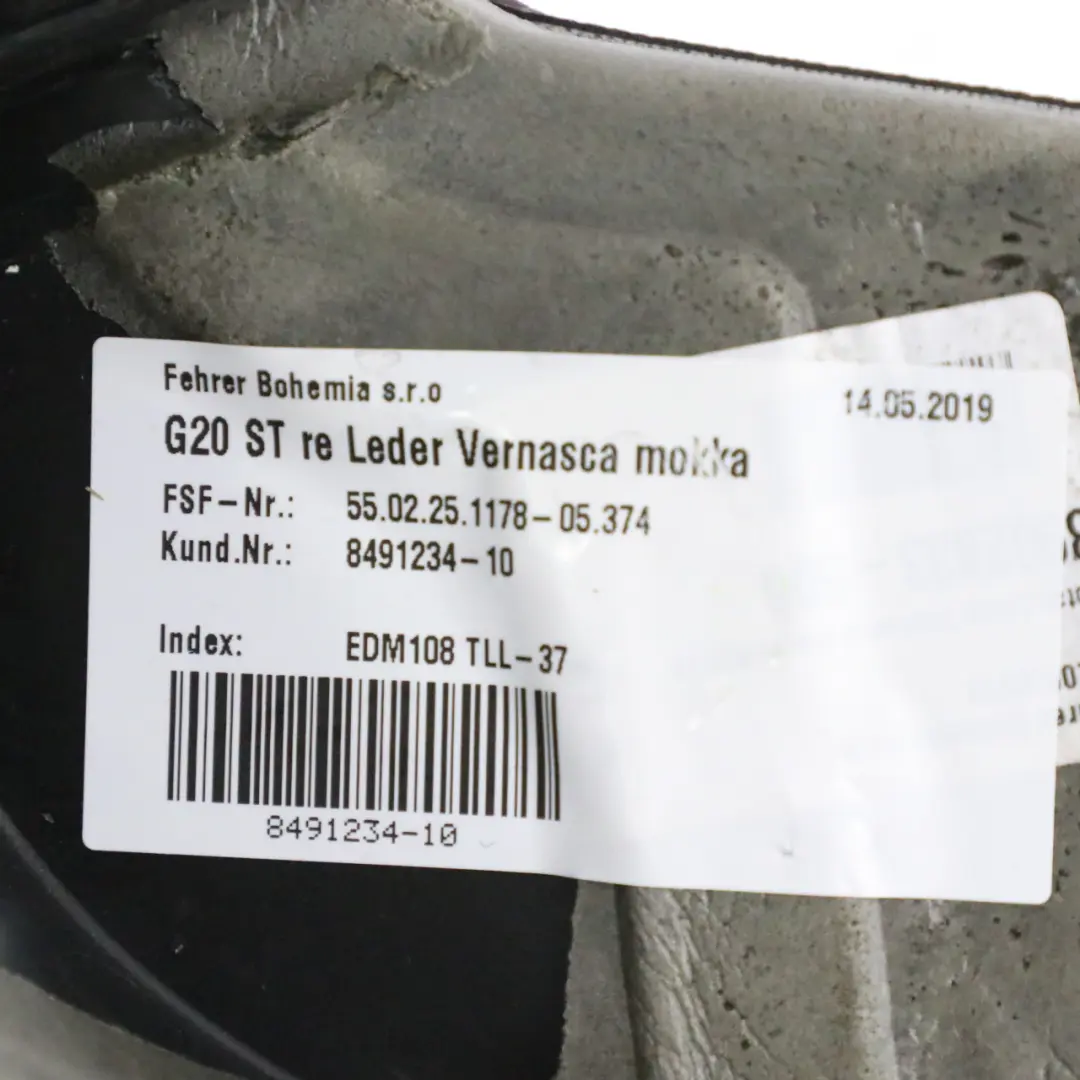 Fehrer Bohemia s.r.o
14.05.2019
G20 ST re Leder Vernasca mokka
FSF-Nr.: 55.02.25.1178-05.374
Kund.Nr.: 8491234-10
Index: EDM108 TLL-37
8491234-10